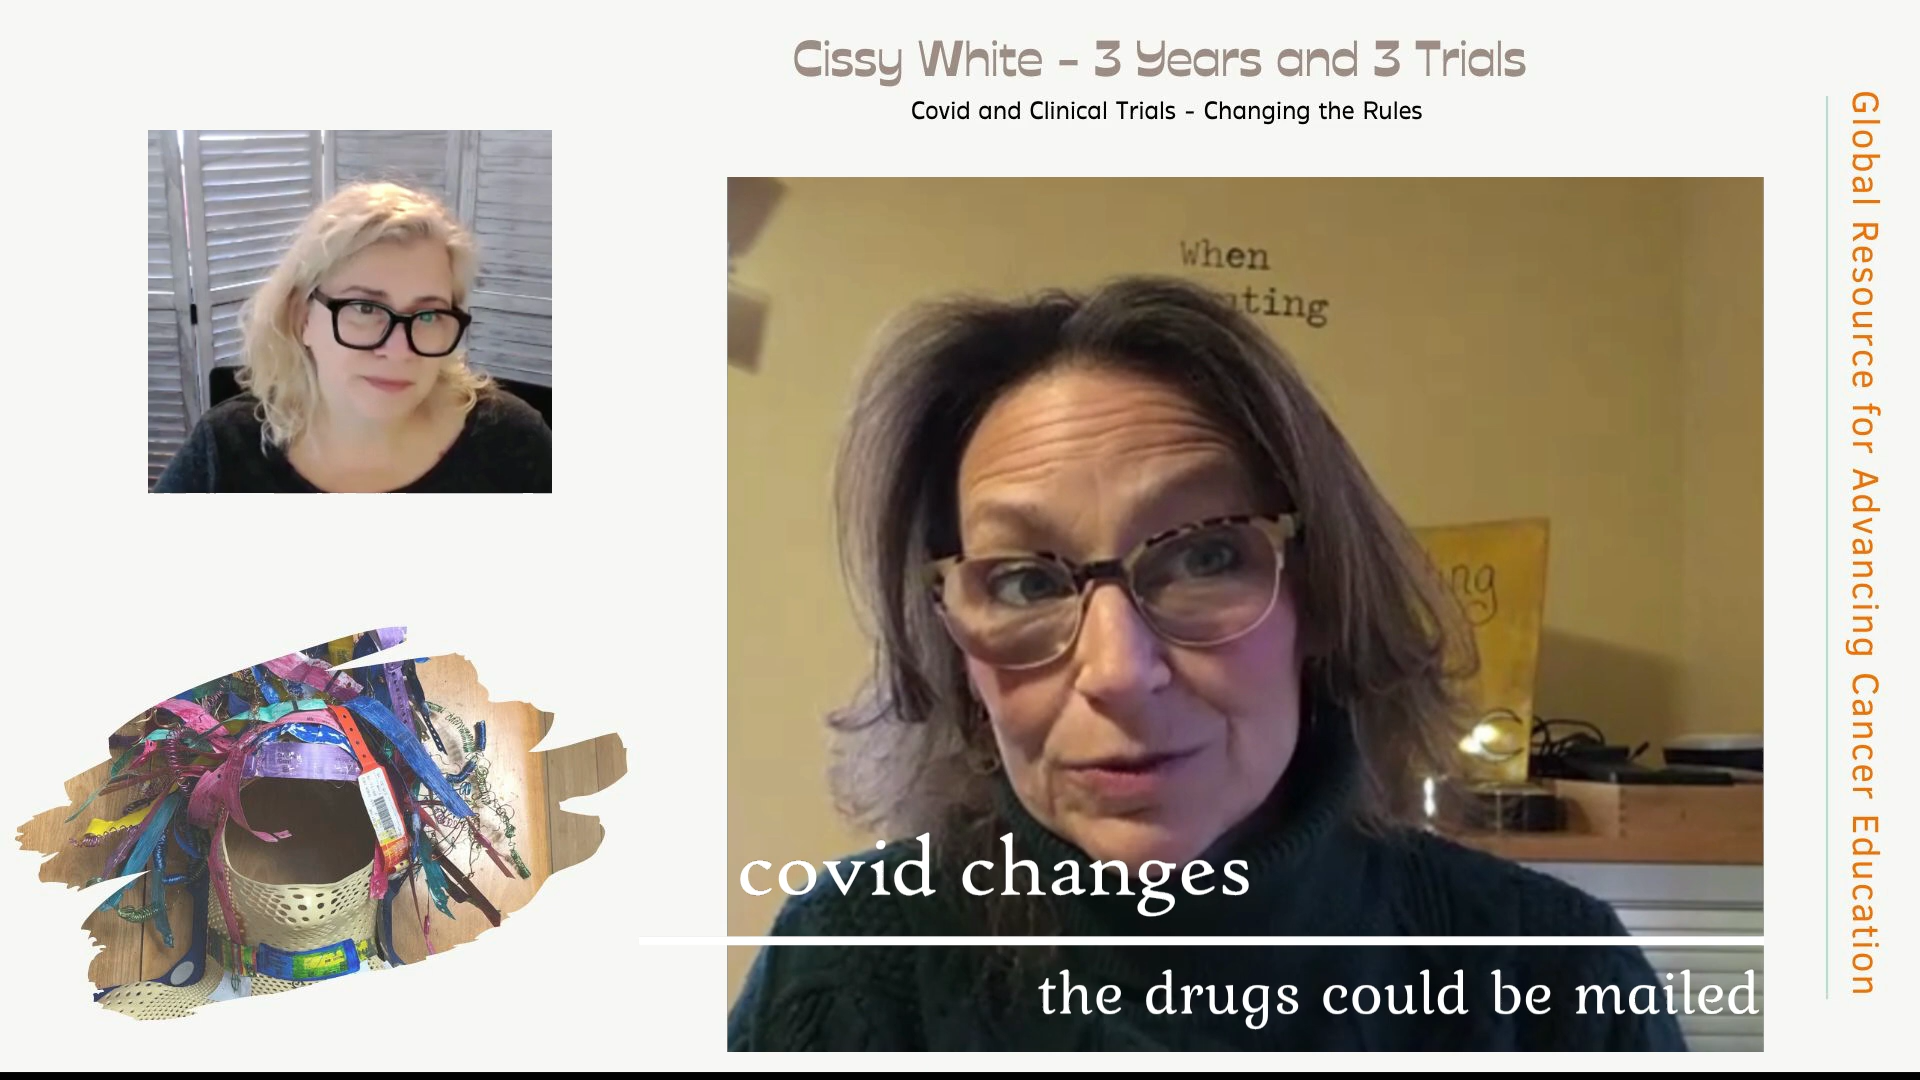 Cissy White - 3 Years and 3 Trials
Covid and Clinical Trials - Changing the Rules
When
covid changes
the drugs could be mailed
Global Resource for Advancing Cancer Education